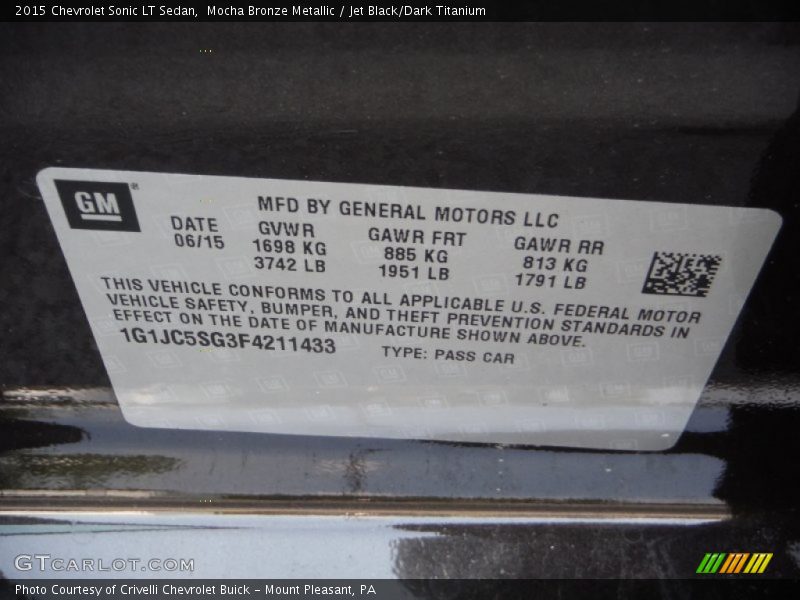 2015 Chevrolet Sonic LT Sedan,  Mocha Bronze Metallic / Jet Black/Dark Titanium
GM®
MFD BY GENERAL MOTORS LLC
DATE GVWR GAWR FRT GAWR RR
06/15 1698 KG 885 KG 813 KG
3742 LB 1951 LB 1791 LB
THIS VEHICLE CONFORMS TO ALL APPLICABLE U.S. FEDERAL MOTOR
VEHICLE SAFETY, BUMPER, AND THEFT PREVENTION STANDARDS IN
EFFECT ON THE DATE OF MANUFACTURE SHOWN ABOVE.
1G1JC5SG3F4211433 TYPE: PASS CAR
GTCARLOT.COM
Photo Courtesy of Crivelli Chevrolet Buick - Mount Pleasant, PA